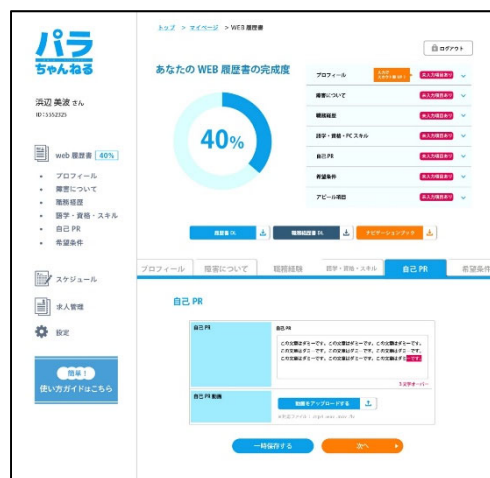 パラ
ちゃんねる
浜辺 美波 さん
ID:5352325
web 履歴書 40%
・ プロフィール
・ 障害について
・ 職務経歴
・ 語学・資格・スキル
・ 自己 PR
・ 希望条件
スケジュール
求人管理
設定
簡単！
使い方ガイドはこちら
トップ > マイページ > WEB 履歴書
ログアウト
あなたの WEB 履歴書の完成度
40%
プロフィール 未入力項目あり
障害について 未入力項目あり
職務経歴 未入力項目あり
語学・資格・PC スキル 未入力項目あり
自己 PR 未入力項目あり
希望条件 未入力項目あり
アピール項目 未入力項目あり
履歴書 DL
職務経歴書 DL
ナビゲーションブック
プロフィール 障害について 職務経験 語学・資格・スキル 自己 PR 希望条件
自己 PR
自己 PR
自己 PR
この文章はダミーです。この文章はダミーです。この文章はダミーです。
この文章はダミーです。この文章はダミーです。この文章はダミーです。
この文章はダミーです。この文章はダミーです。この文章はダミーです。
5文字オーバー
自己 PR 動画
動画をアップロードする
一時保存する
次へ